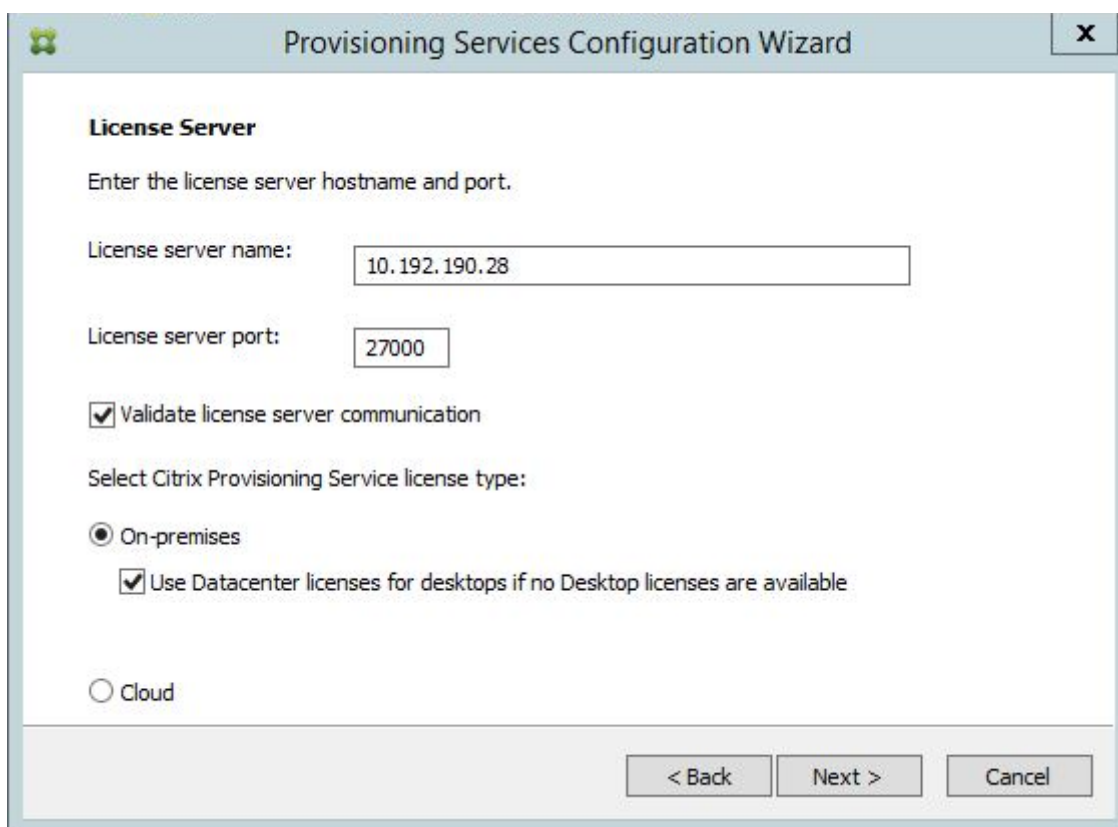 Provisioning Services Configuration Wizard
x
License Server
Enter the license server hostname and port.
License server name:
10.192.190.28
License server port:
27000
Validate license server communication
Select Citrix Provisioning Service license type:
On-premises
Use Datacenter licenses for desktops if no Desktop licenses are available
Cloud
< Back Next > Cancel